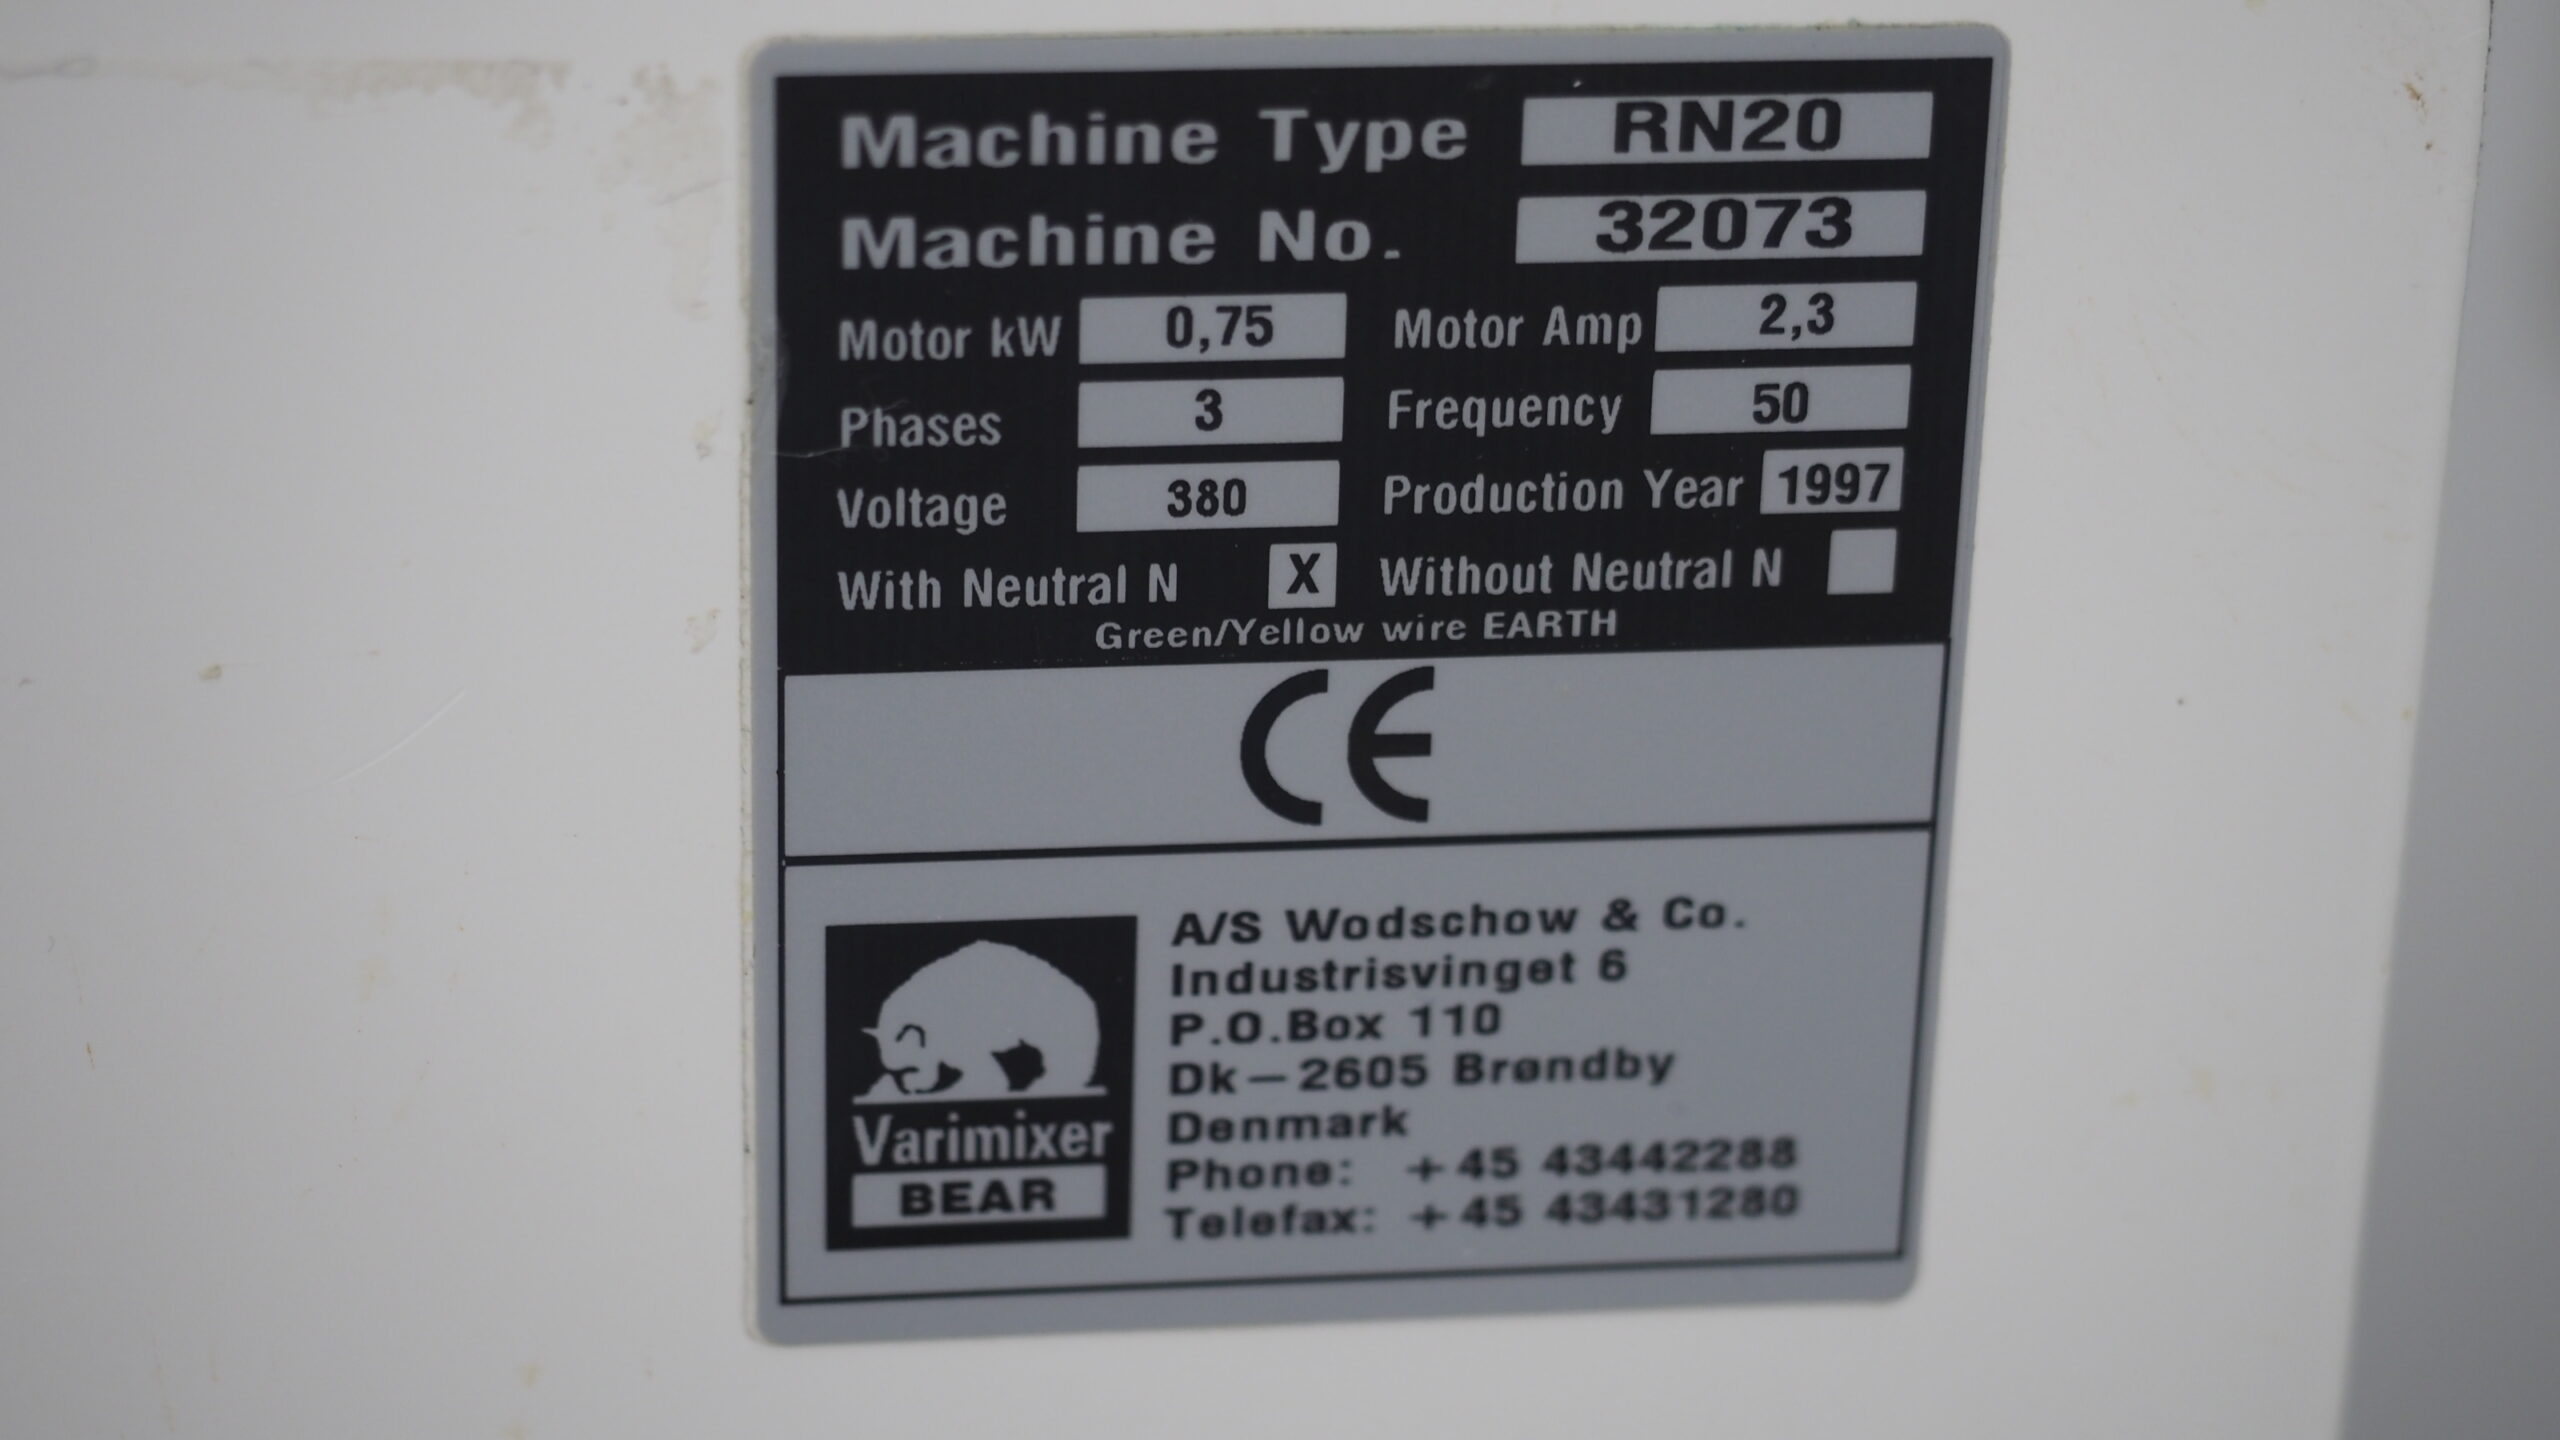 Machine Type RN20
Machine No. 32073
Motor kW 0,75 Motor Amp 2,3
Phases 3 Frequency 50
Voltage 380 Production Year 1997
With Neutral N X Without Neutral N
Green/Yellow wire EARTH
CE
A/S Wodschow & Co.
Industrisvinget 6
P.O.Box 110
Dk—2605 Brøndby
Denmark
Phone: +45 43442288
Telefax: +45 43431280
Varimixer
BEAR